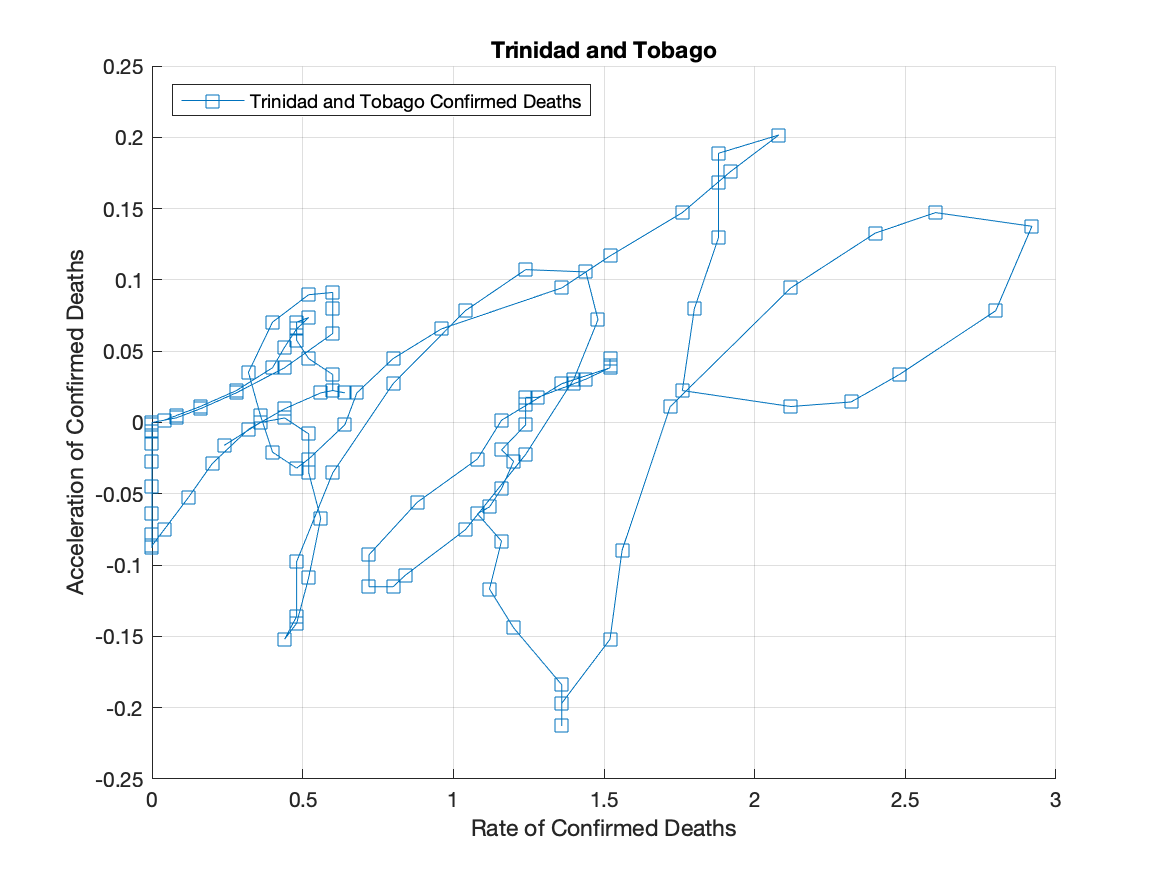 Trinidad and Tobago
0.25
Trinidad and Tobago Confirmed Deaths
0.2
0.15
0.1
0.05
0
-0.05
-0.1
-0.15
-0.2
-0.25
Acceleration of Confirmed Deaths
0 0.5 1 1.5 2 2.5 3
Rate of Confirmed Deaths